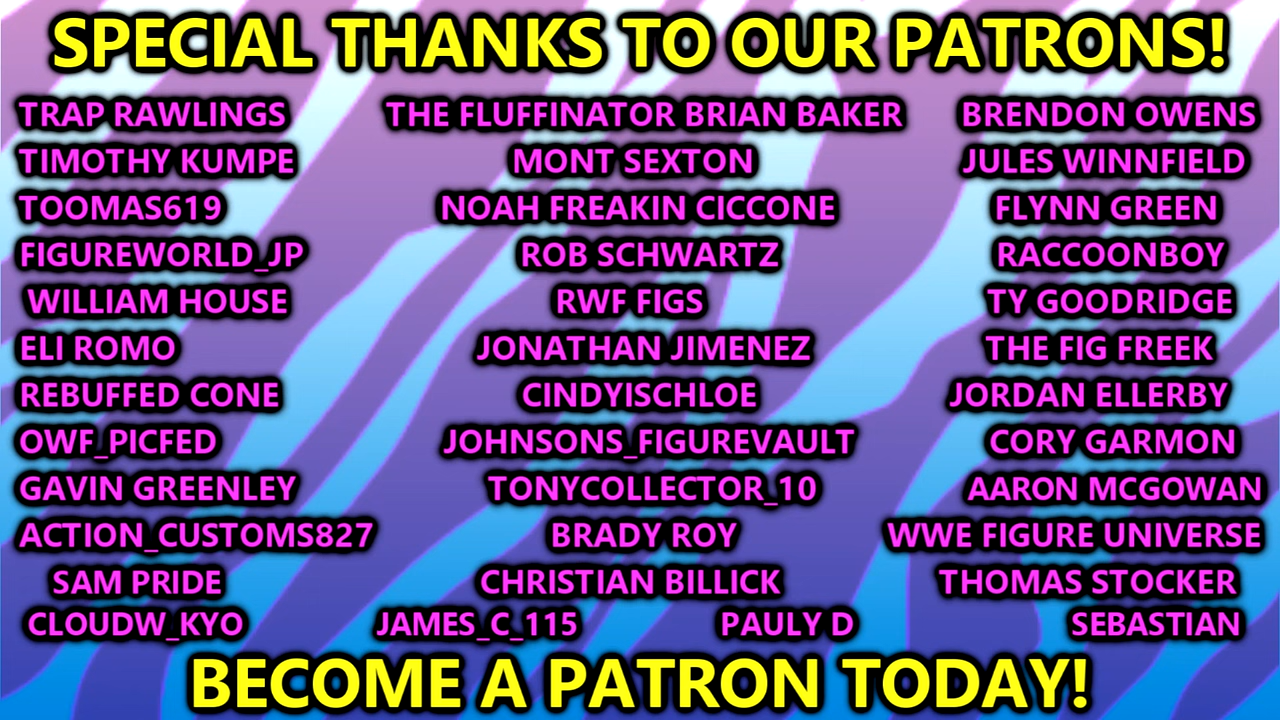 SPECIAL THANKS TO OUR PATRONS!
TRAP RAWLINGS THE FLUFFINATOR BRIAN BAKER BRENDON OWENS
TIMOTHY KUMPE MONT SEXTON JULES WINNFIELD
TOOMAS619 NOAH FREAKIN CICCONE FLYNN GREEN
FIGUREWORLD_JP ROB SCHWARTZ RACCOONBOY
WILLIAM HOUSE RWF FIGS TY GOODRIDGE
ELI ROMO JONATHAN JIMENEZ THE FIG FREEK
REBUFFED CONE CINDYISCHLOE JORDAN ELLERBY
OWF_PICFED JOHNSONS_FIGUREVAULT CORY GARMON
GAVIN GREENLEY TONYCOLLECTOR_10 AARON MCGOWAN
ACTION_CUSTOMS827 BRADY ROY WWE FIGURE UNIVERSE
SAM PRIDE CHRISTIAN BILLICK THOMAS STOCKER
CLOUDW_KYO JAMES_C_115 PAULY D SEBASTIAN
BECOME A PATRON TODAY!